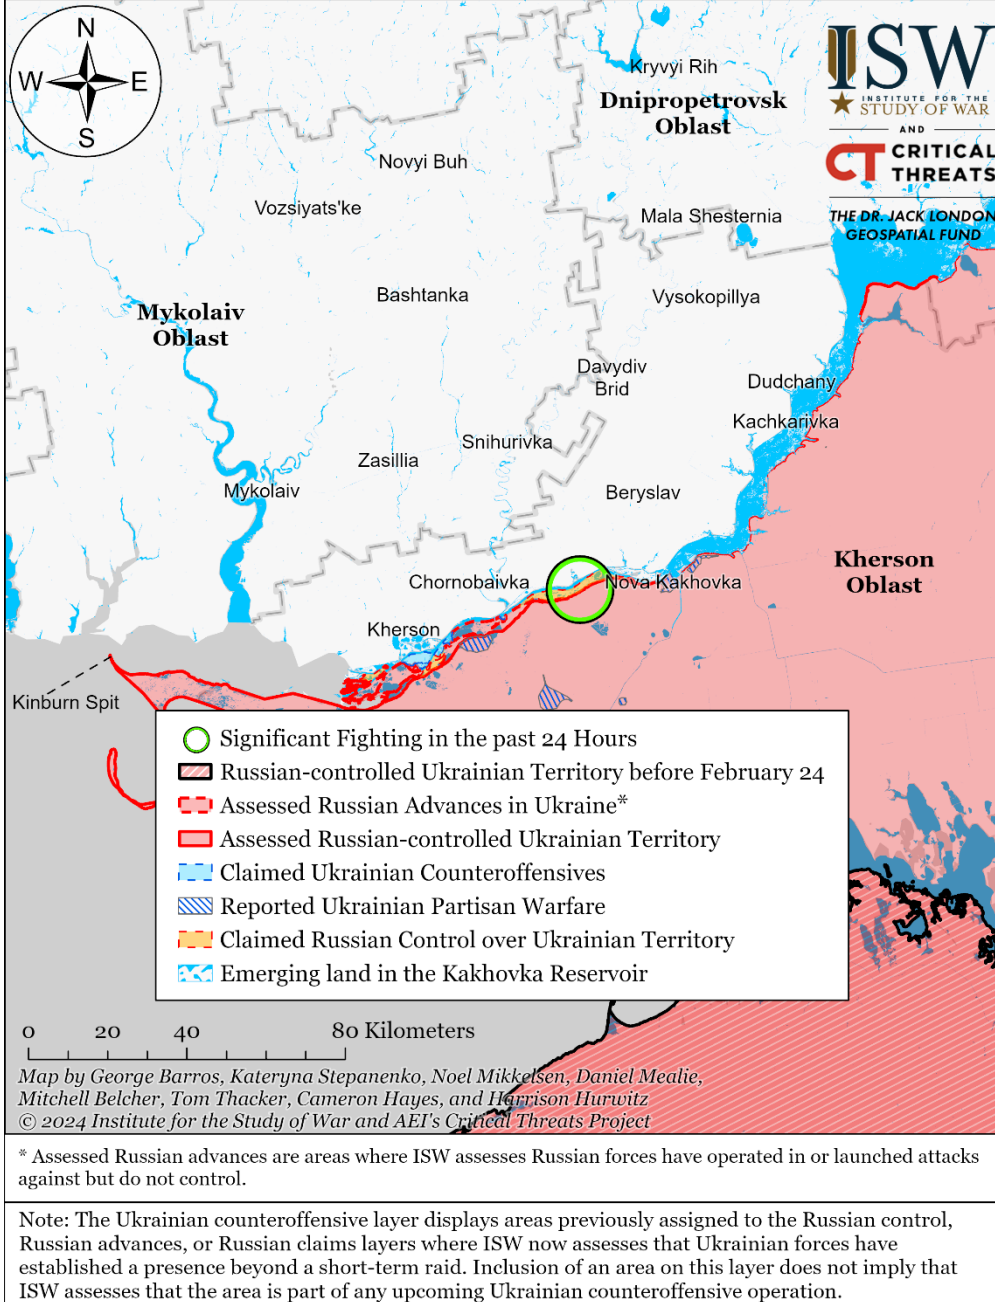 N
W
E
S
Kryvyi Rih
Dnipropetrovsk
Oblast
ISW
INSTITUTE FOR THE
STUDY OF WAR
AND
CT CRITICAL
THREATS
THE DR. JACK LONDON
GEOSPATIAL FUND
Novyi Buh
Vozsiyats'ke
Mala Shesternia
Bashtanka
Vysokopillya
Mykolaiv
Oblast
Davydiv
Brid
Dudchany
Kachkarivka
Snihurivka
Zasillia
Mykolaiv
Beryslav
Kherson
Oblast
Chornobaivka
Nova Kakhovka
Kherson
Kinburn Spit
Significant Fighting in the past 24 Hours
Russian-controlled Ukrainian Territory before February 24
Assessed Russian Advances in Ukraine*
Assessed Russian-controlled Ukrainian Territory
Claimed Ukrainian Counteroffensives
Reported Ukrainian Partisan Warfare
Claimed Russian Control over Ukrainian Territory
Emerging land in the Kakhovka Reservoir
0 20 40 80 Kilometers
Map by George Barros, Kateryna Stepanenko, Noel Mikkelsen, Daniel Mealie,
Mitchell Belcher, Tom Thacker, Cameron Hayes, and Harrison Hurwitz
© 2024 Institute for the Study of War and AEI's Critical Threats Project
* Assessed Russian advances are areas where ISW assesses Russian forces have operated in or launched attacks
against but do not control.
Note: The Ukrainian counteroffensive layer displays areas previously assigned to the Russian control,
Russian advances, or Russian claims layers where ISW now assesses that Ukrainian forces have
established a presence beyond a short-term raid. Inclusion of an area on this layer does not imply that
ISW assesses that the area is part of any upcoming Ukrainian counteroffensive operation.